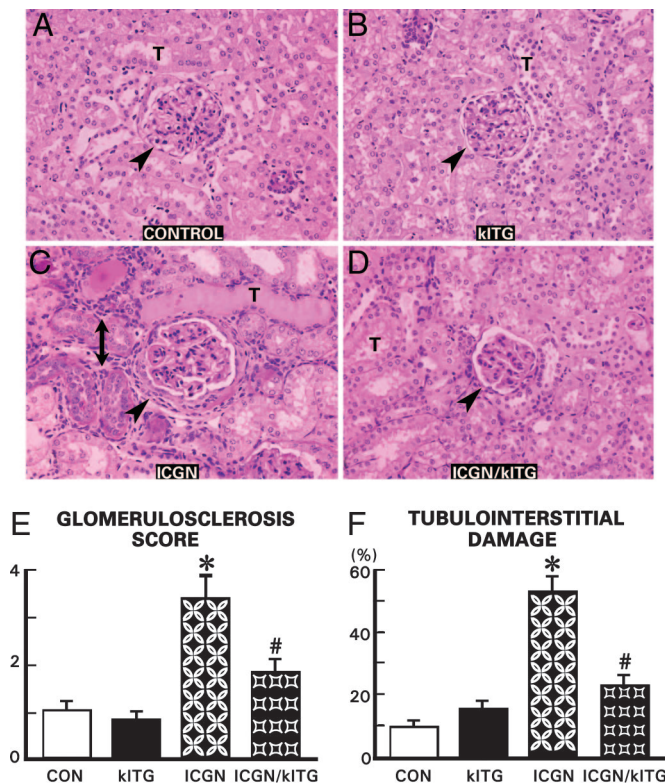 A
T
CONTROL
B
T
kITG
C
T
ICGN
D
T
ICGN/kITG
E
GLOMERULOSCLEROSIS
SCORE
4
2
0
*
#
CON kITG ICGN ICGN/kITG
F
TUBULOINTERSTITIAL
DAMAGE
(%)
60
40
20
0
*
#
CON kITG ICGN ICGN/kITG